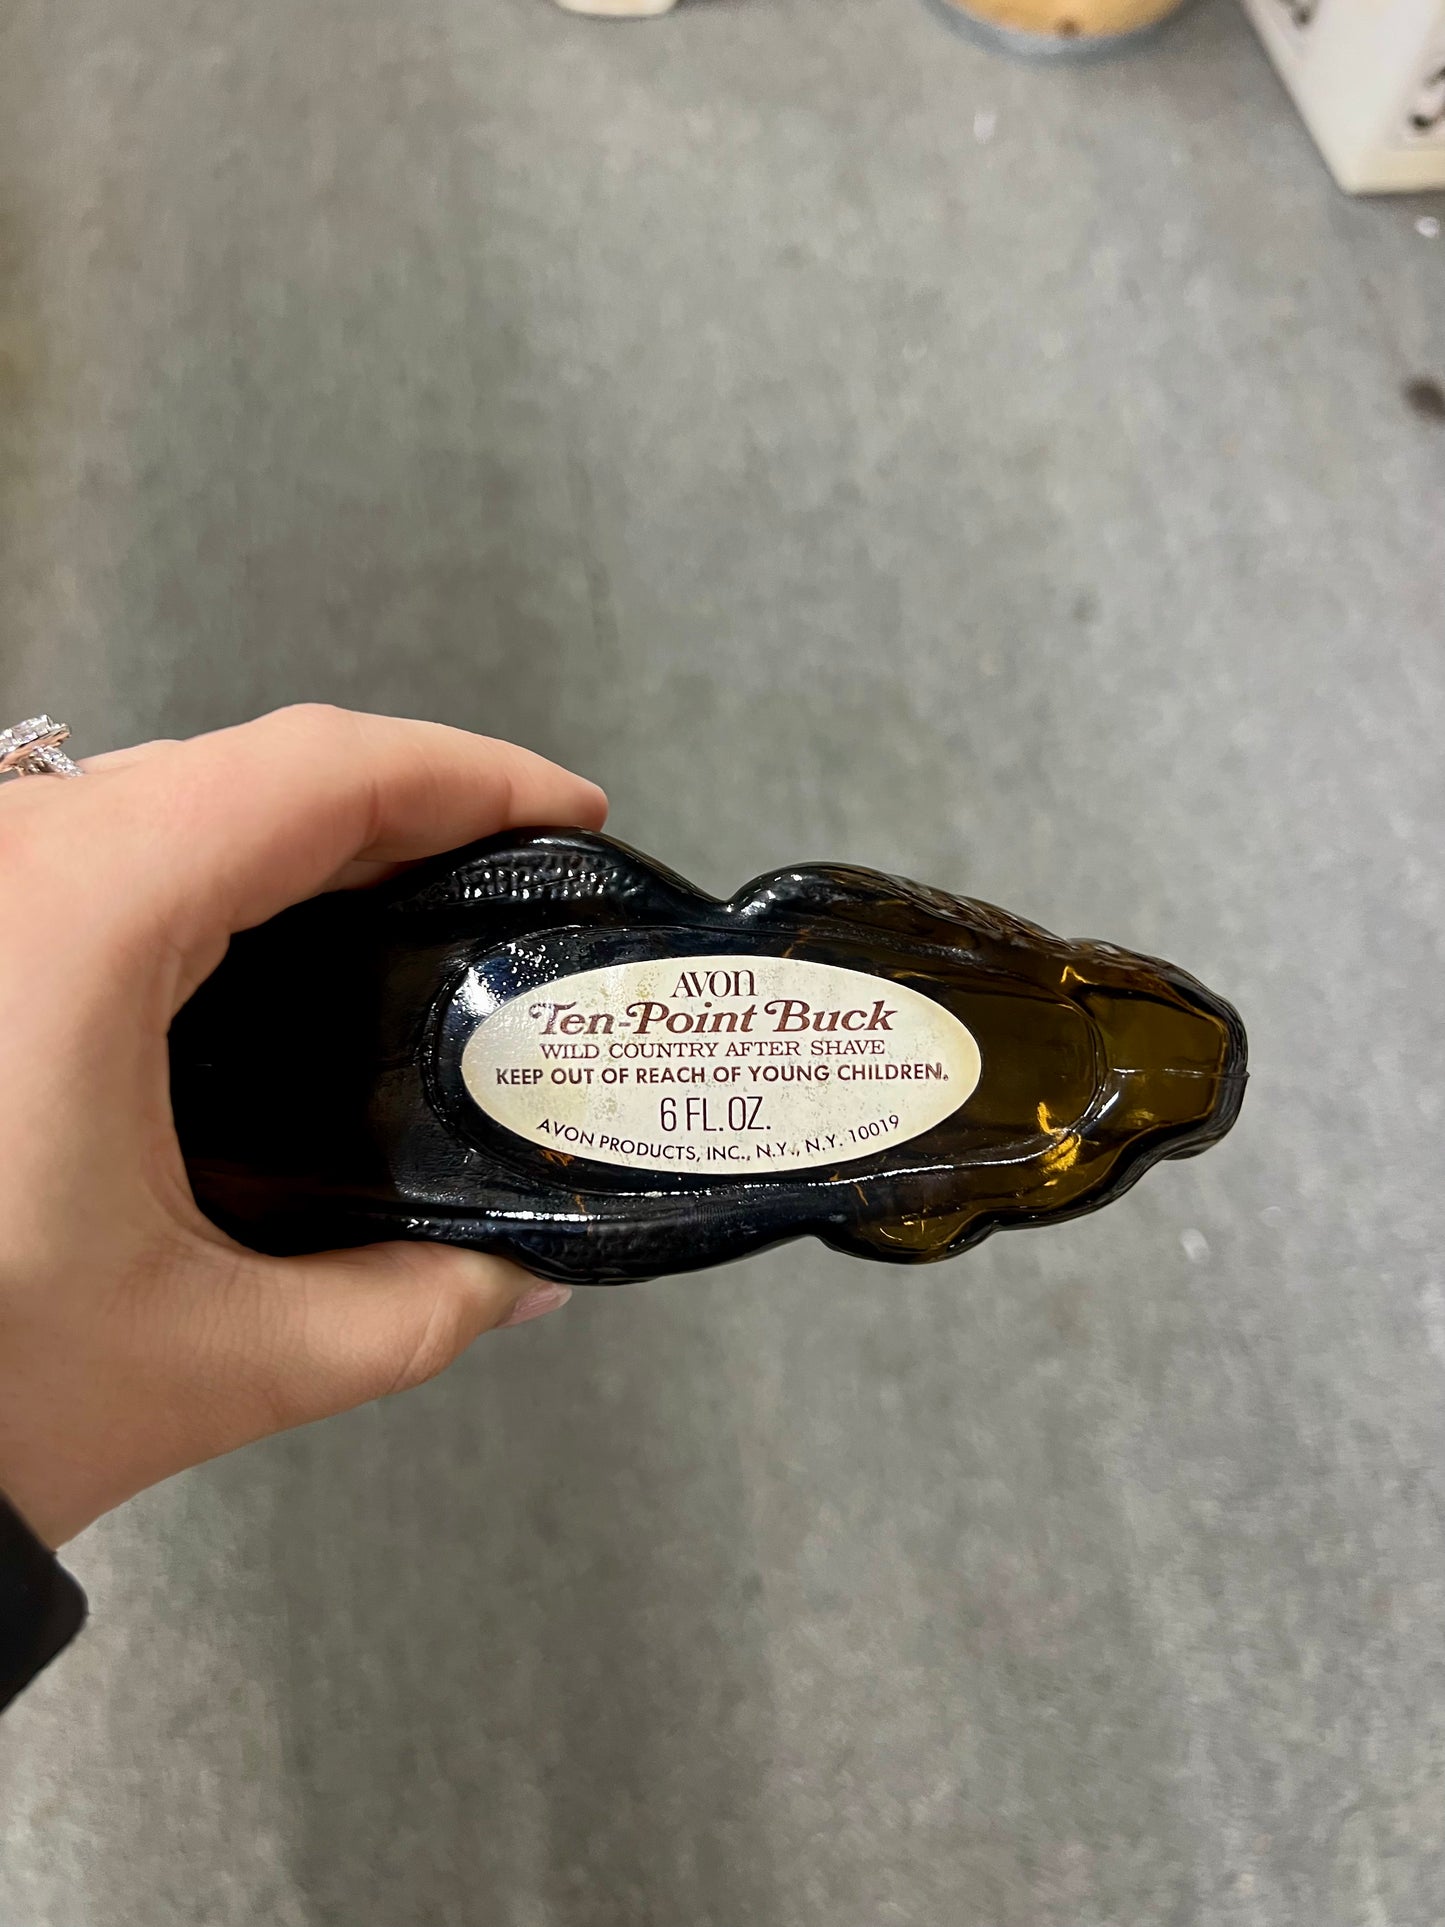 AVON
Ten-Point Buck
WILD COUNTRY AFTER SHAVE
KEEP OUT OF REACH OF YOUNG CHILDREN.
6 FL.OZ.
AVON PRODUCTS, INC., N.Y., N.Y. 10019